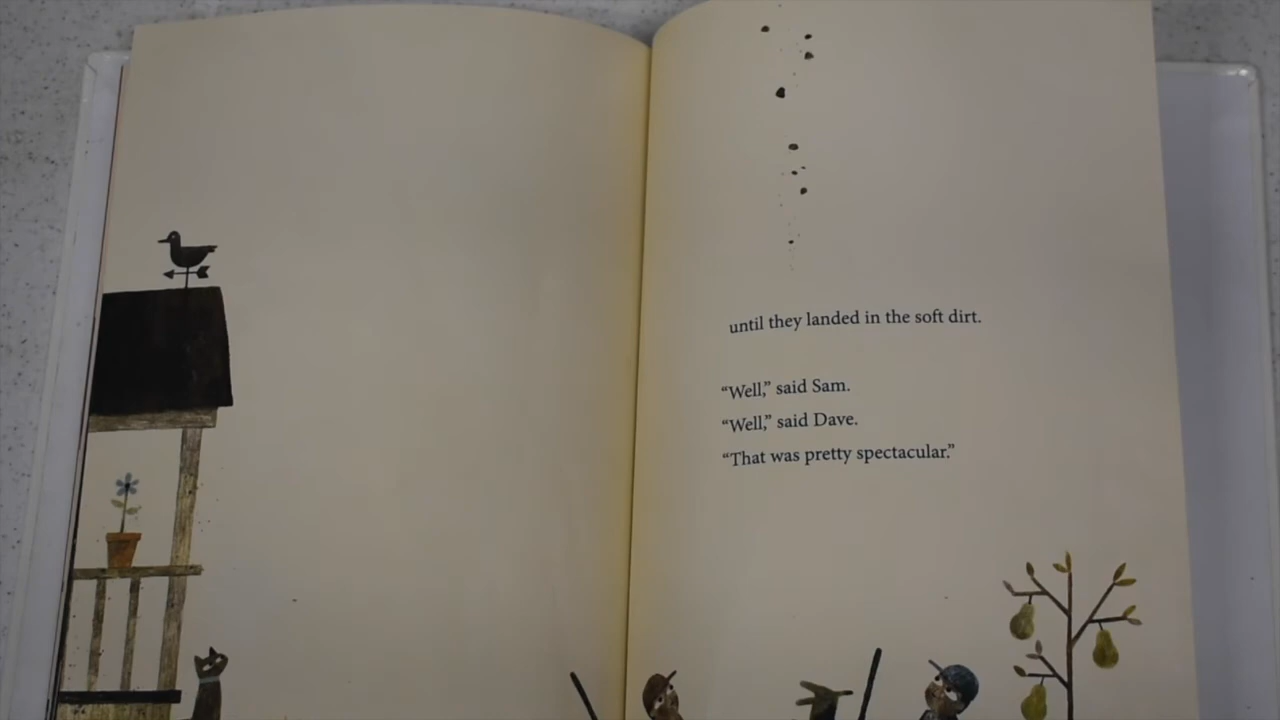 until they landed in the soft dirt.
“Well,” said Sam.
“Well,” said Dave.
“That was pretty spectacular.”